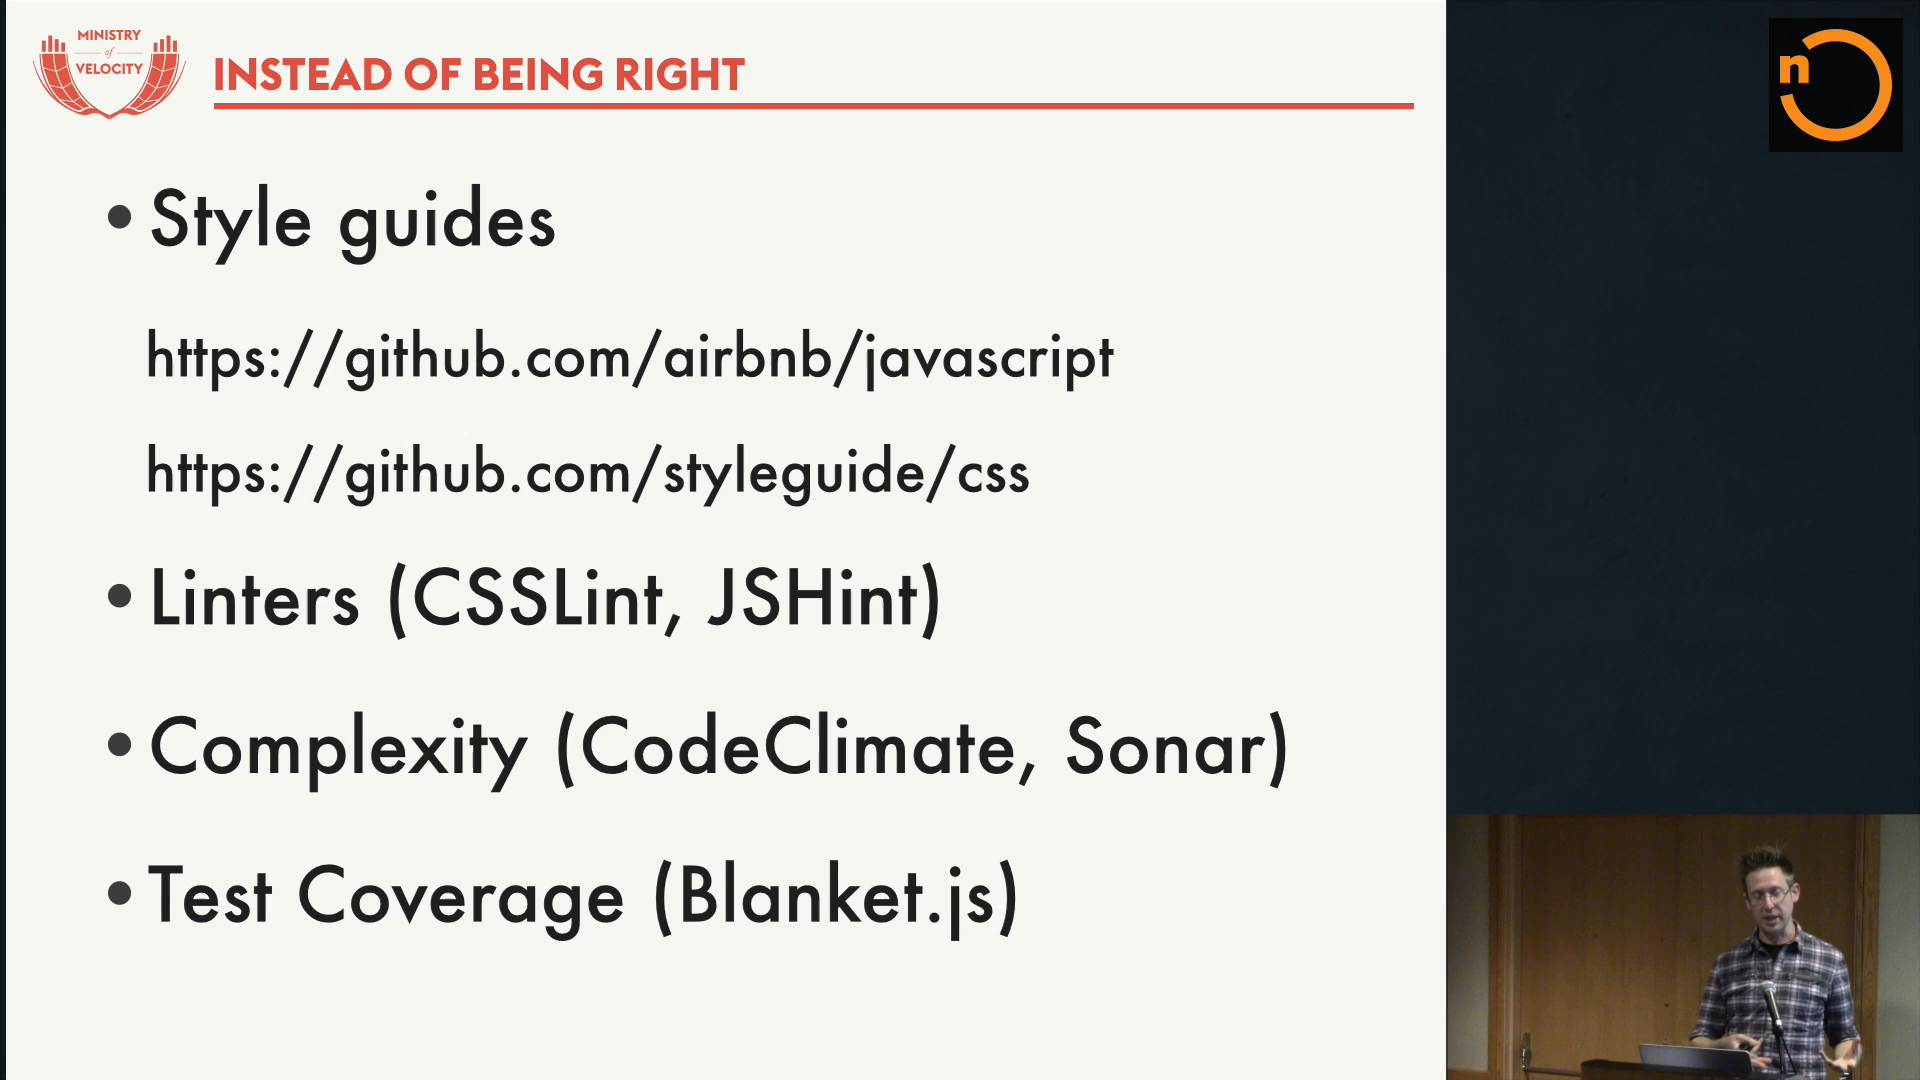 MINISTRY
of
VELOCITY
INSTEAD OF BEING RIGHT
n
• Style guides
https://github.com/airbnb/javascript
https://github.com/styleguide/css
• Linters (CSSLint, JSHint)
• Complexity (CodeClimate, Sonar)
• Test Coverage (Blanket.js)